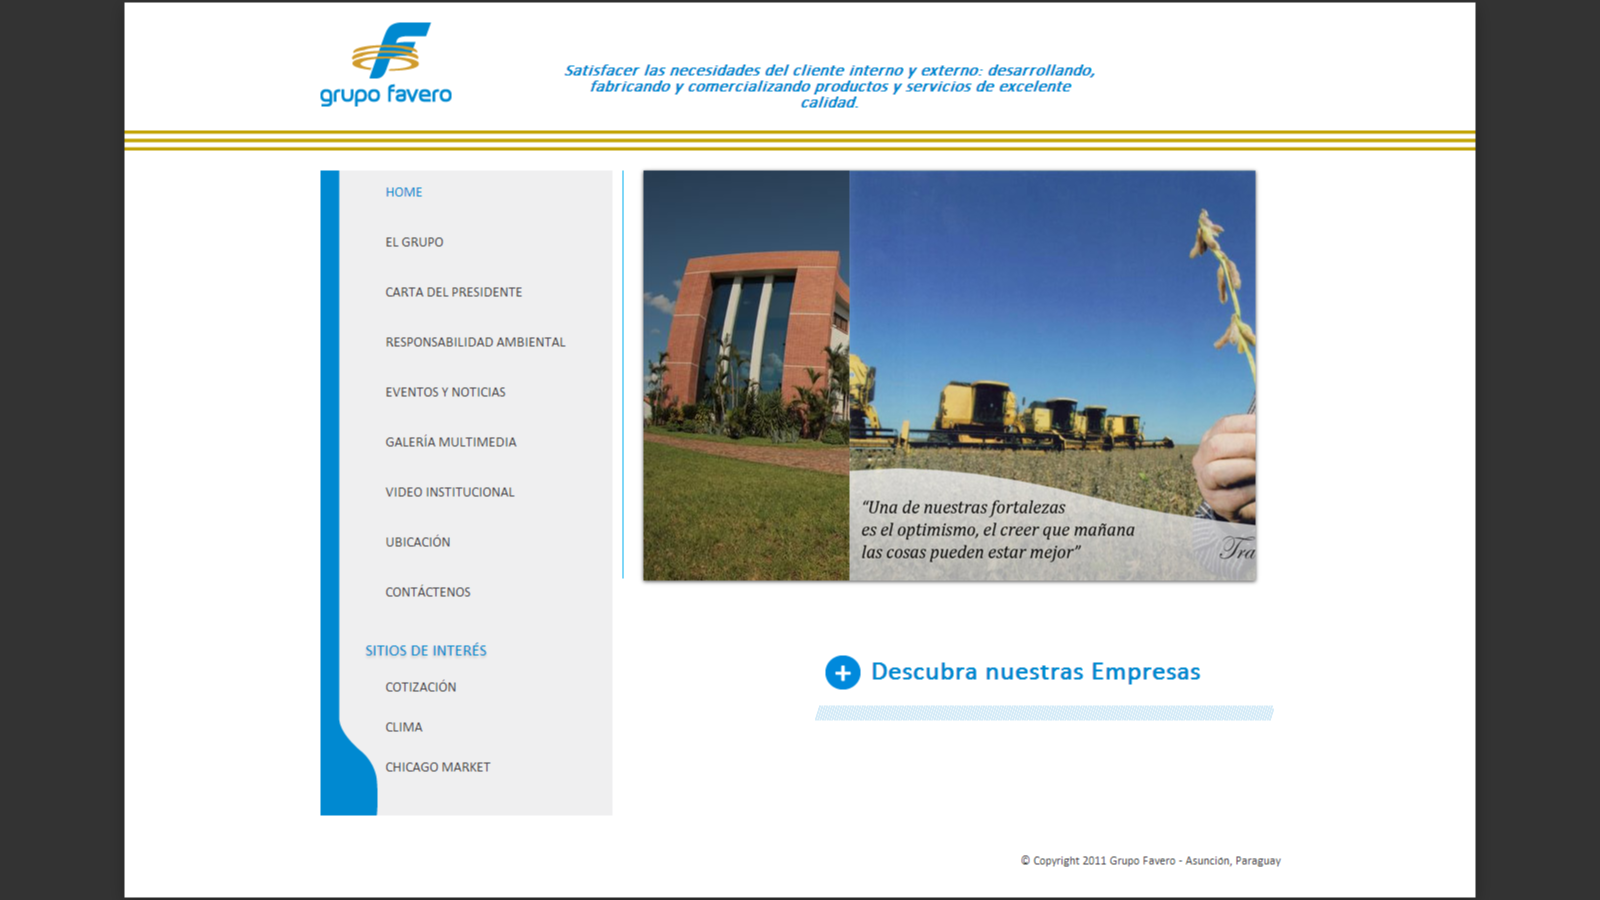 grupo favero
Satisfacer las necesidades del cliente interno y externo: desarrollando,
fabricando y comercializando productos y servicios de excelente
calidad.
HOME
EL GRUPO
CARTA DEL PRESIDENTE
RESPONSABILIDAD AMBIENTAL
EVENTOS Y NOTICIAS
GALERÍA MULTIMEDIA
VIDEO INSTITUCIONAL
UBICACIÓN
CONTÁCTENOS
SITIOS DE INTERÉS
COTIZACIÓN
CLIMA
CHICAGO MARKET
“Una de nuestras fortalezas
es el optimismo, el creer que mañana
las cosas pueden estar mejor”
Tra
Descubra nuestras Empresas
© Copyright 2011 Grupo Favero - Asunción, Paraguay